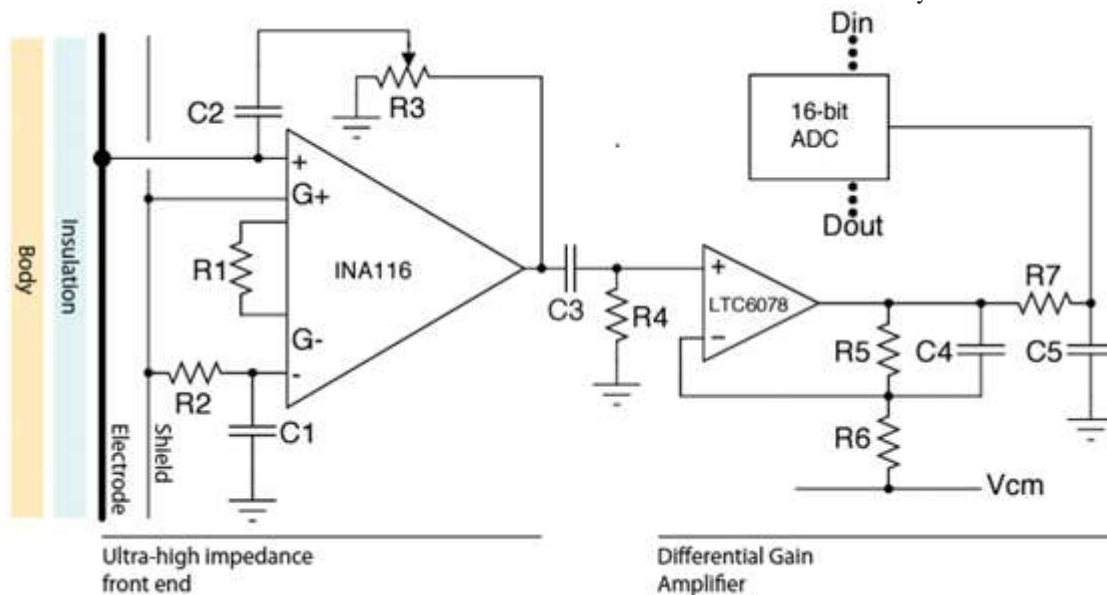 Din
16-bit
ADC
Dout
C2
R3
+
G+
R1
INA116
G-
-
R2
C1
C3
R4
+
LTC6078
-
R5
C4
R7
C5
R6
Vcm
Body
Insulation
Electrode
Shield
Ultra-high impedance
front end
Differential Gain
Amplifier